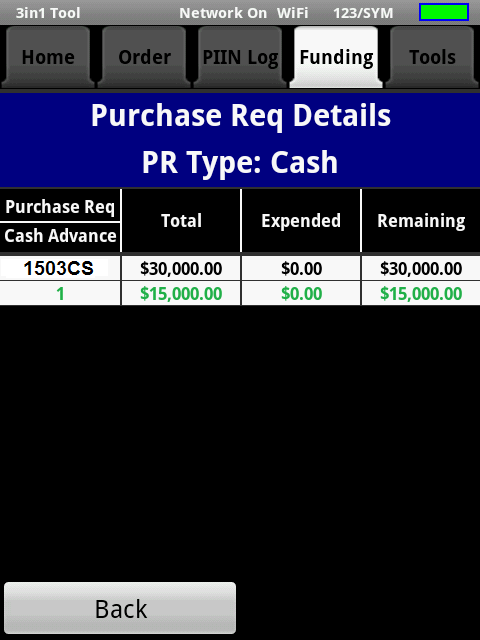 3in1 Tool Network On WiFi 123/SYM
Home Order PIIN Log Funding Tools
Purchase Req Details
PR Type: Cash
Purchase Req Total Expended Remaining
Cash Advance
1503CS $30,000.00 $0.00 $30,000.00
1 $15,000.00 $0.00 $15,000.00
Back